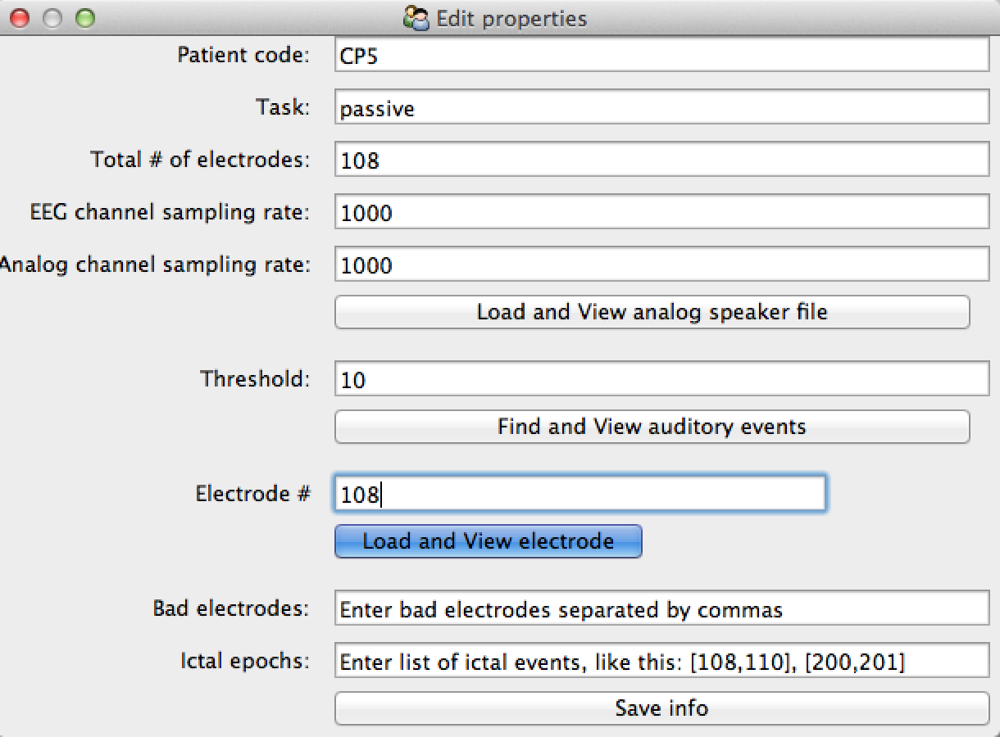 Edit properties
Patient code: CP5
Task: passive
Total # of electrodes: 108
EEG channel sampling rate: 1000
Analog channel sampling rate: 1000
Load and View analog speaker file
Threshold: 10
Find and View auditory events
Electrode # 108
Load and View electrode
Bad electrodes: Enter bad electrodes separated by commas
Ictal epochs: Enter list of ictal events, like this: [108,110], [200,201]
Save info